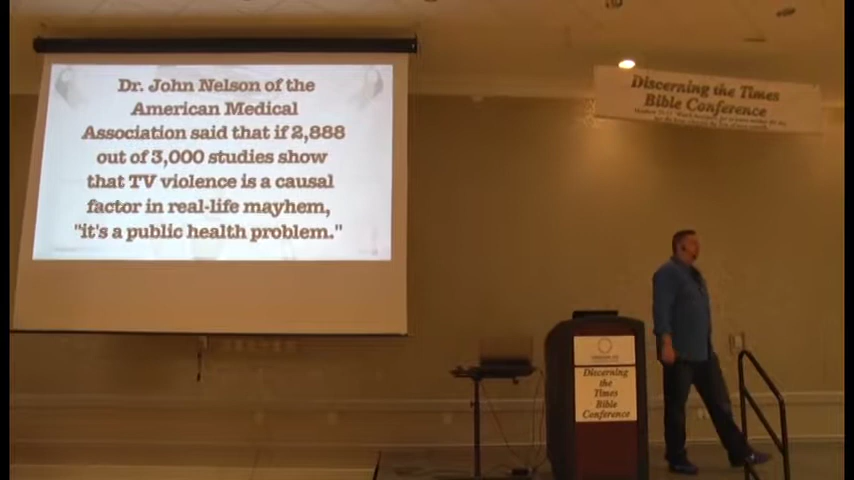 Dr. John Nelson of the
American Medical
Association said that if 2,888
out of 3,000 studies show
that TV violence is a causal
factor in real-life mayhem,
"it's a public health problem."
Discerning the Times
Bible Conference
Discerning
the
Times
Bible
Conference